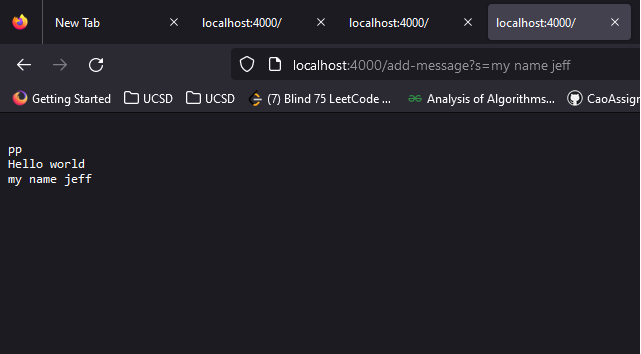 New Tab
localhost:4000/
localhost:4000/
localhost:4000/
localhost:4000/add-message?s=my name jeff
Getting Started
UCSD
UCSD
(7) Blind 75 LeetCode ...
Analysis of Algorithms...
CaoAssign
pp
Hello world
my name jeff